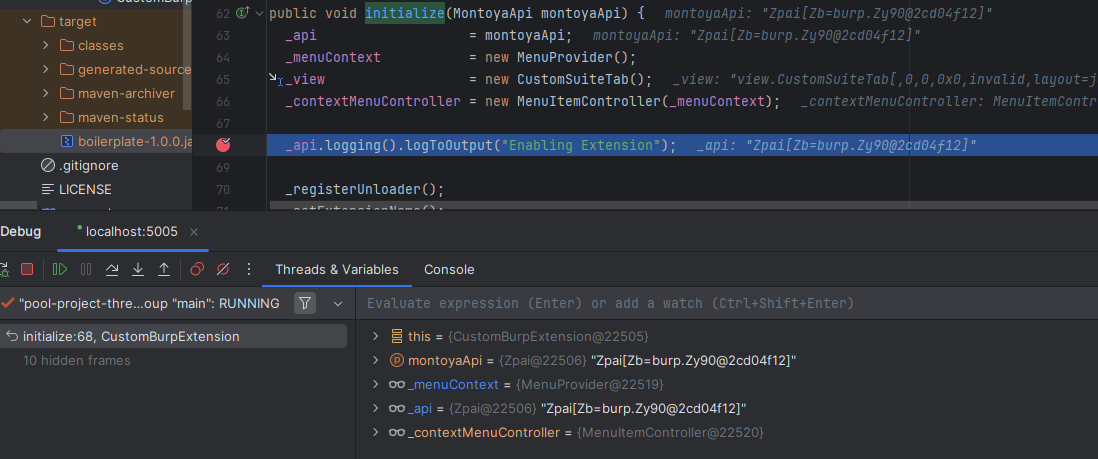 CustomBurp
target
classes
generated-source
maven-archiver
maven-status
boilerplate-1.0.0.ja
.gitignore
LICENSE
62 public void initialize(MontoyaApi montoyaApi) { montoyaApi: "Zpai[Zb=burp.Zy90@2cd04f12]"
63 _api = montoyaApi; montoyaApi: "Zpai[Zb=burp.Zy90@2cd04f12]"
64 _menuContext = new MenuProvider();
65 _view = new CustomSuiteTab(); _view: "view.CustomSuiteTab[,0,0,0x0,invalid,layout=j
66 _contextMenuController = new MenuItemController(_menuContext); _contextMenuController: MenuItemContr
67
_api.logging().logToOutput("Enabling Extension"); _api: "Zpai[Zb=burp.Zy90@2cd04f12]"
69
70 _registerUnloader();
71 _setExtensionName();
Debug
localhost:5005
Threads & Variables
Console
"pool-project-thre...oup "main": RUNNING
Evaluate expression (Enter) or add a watch (Ctrl+Shift+Enter)
initialize:68, CustomBurpExtension
10 hidden frames
this = {CustomBurpExtension@22505}
montoyaApi = {Zpai@22506} "Zpai[Zb=burp.Zy90@2cd04f12]"
_menuContext = {MenuProvider@22519}
_api = {Zpai@22506} "Zpai[Zb=burp.Zy90@2cd04f12]"
_contextMenuController = {MenuItemController@22520}